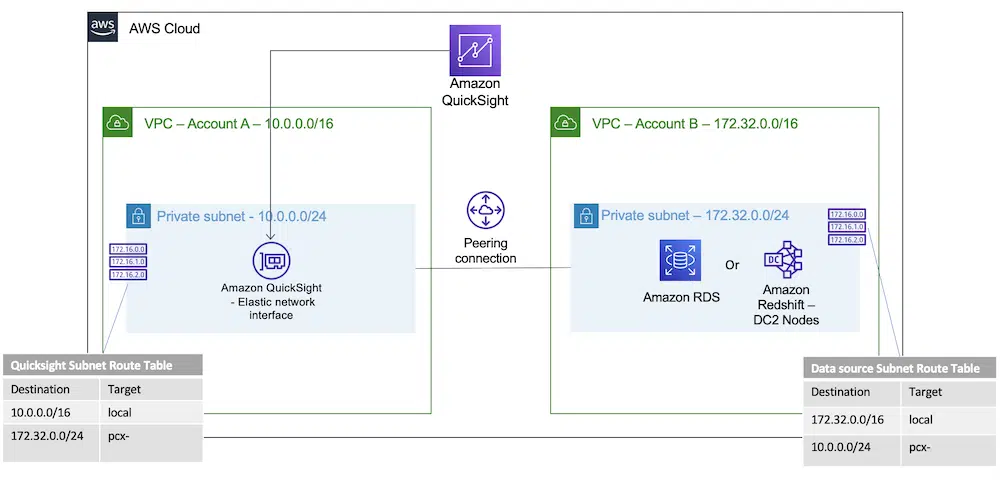 aws
AWS Cloud
Amazon
QuickSight
VPC – Account A – 10.0.0.0/16
Private subnet - 10.0.0.0/24
172.16.0.0
172.16.1.0
172.16.2.0
Amazon QuickSight
- Elastic network
interface
Peering
connection
VPC – Account B – 172.32.0.0/16
Private subnet – 172.32.0.0/24
172.16.0.0
172.16.1.0
172.16.2.0
Amazon RDS
Or
DC
Amazon
Redshift –
DC2 Nodes
Quicksight Subnet Route Table
Destination Target
10.0.0.0/16 local
172.32.0.0/24 pcx-
Data source Subnet Route Table
Destination Target
172.32.0.0/16 local
10.0.0.0/24 pcx-